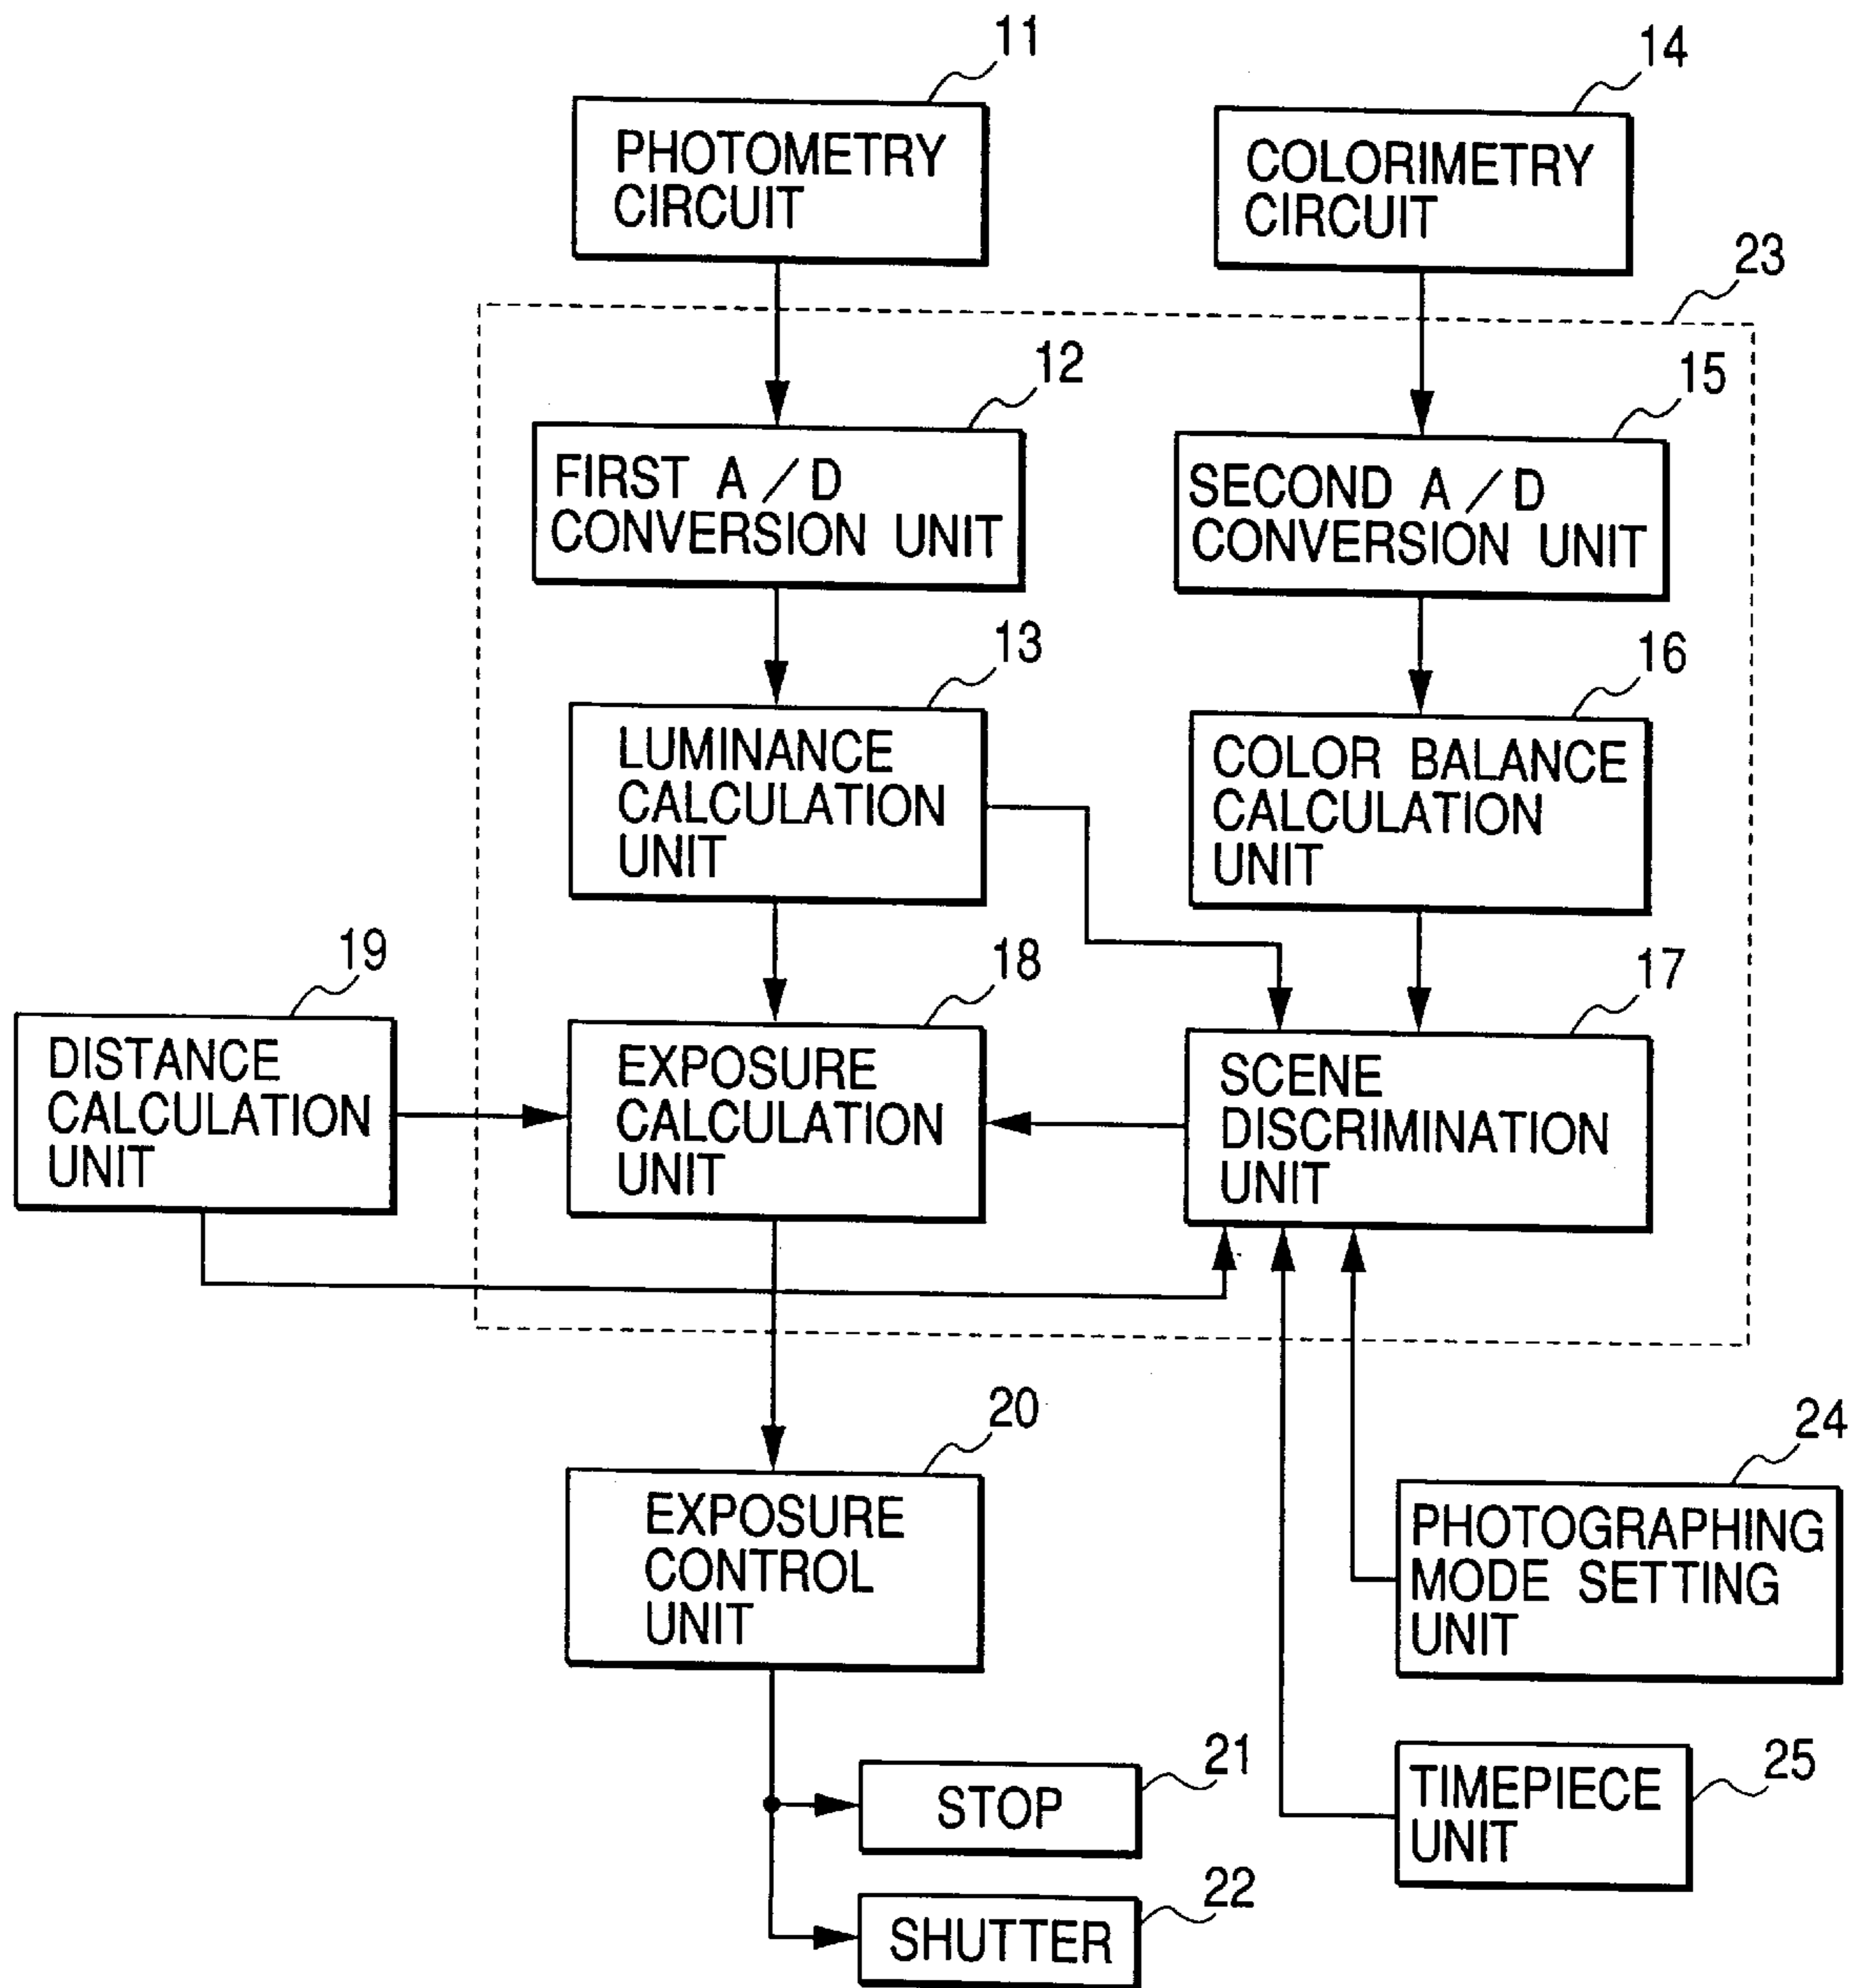 11
PHOTOMETRY
CIRCUIT
14
COLORIMETRY
CIRCUIT
23
12
FIRST A/D
CONVERSION UNIT
15
SECOND A/D
CONVERSION UNIT
13
LUMINANCE
CALCULATION
UNIT
16
COLOR BALANCE
CALCULATION
UNIT
19
DISTANCE
CALCULATION
UNIT
18
EXPOSURE
CALCULATION
UNIT
17
SCENE
DISCRIMINATION
UNIT
20
EXPOSURE
CONTROL
UNIT
24
PHOTOGRAPHING
MODE SETTING
UNIT
21
STOP
25
TIMEPIECE
UNIT
22
SHUTTER